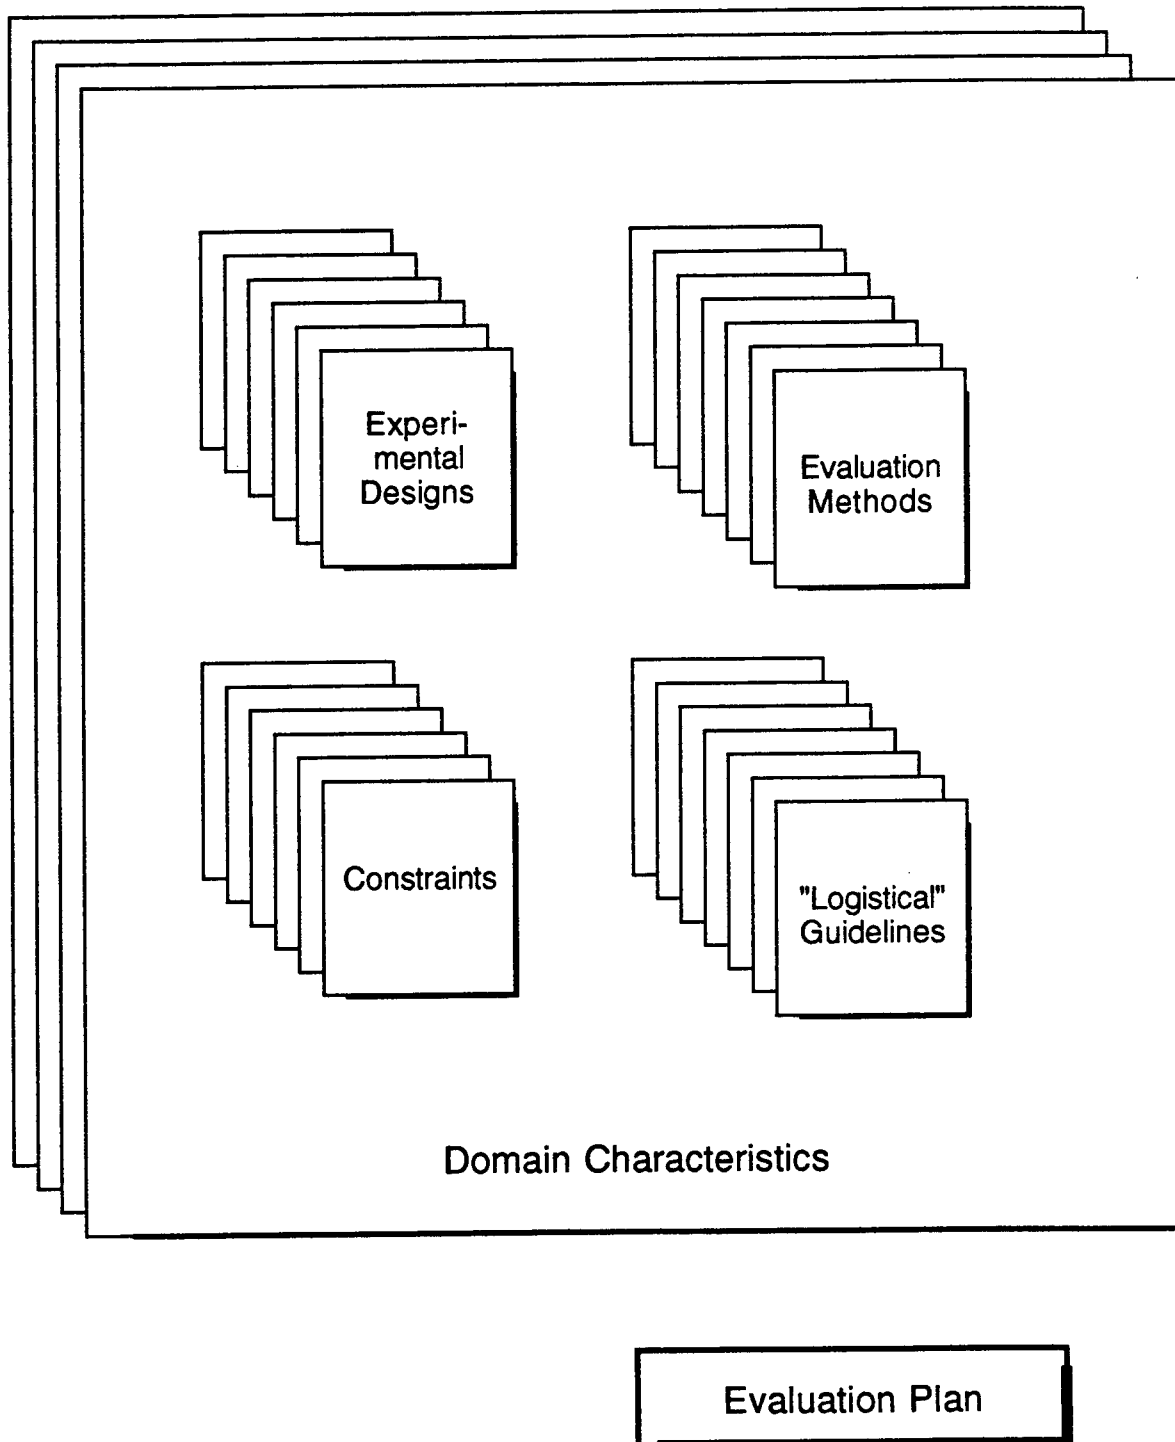 Experi-
mental
Designs
Evaluation
Methods
Constraints
"Logistical"
Guidelines
Domain Characteristics
Evaluation Plan